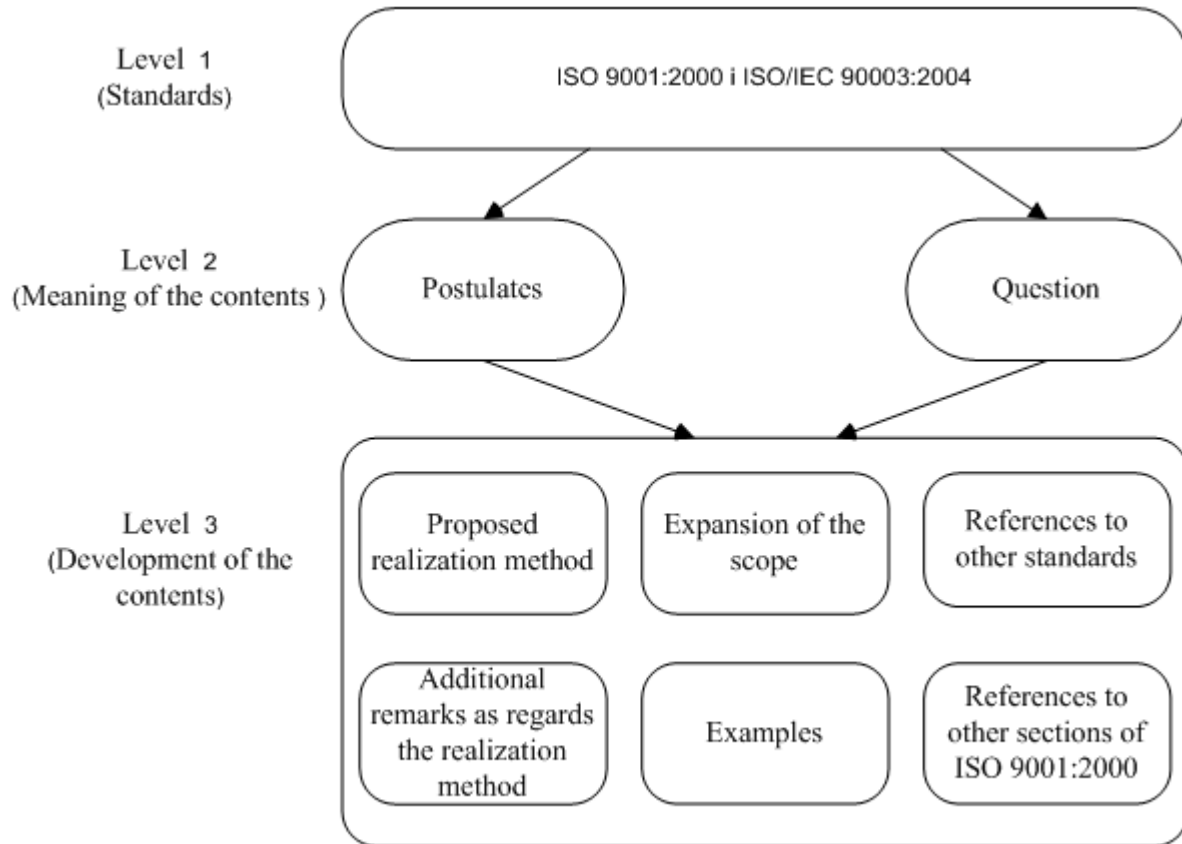 Level 1
(Standards)
ISO 9001:2000 i ISO/IEC 90003:2004
Level 2
(Meaning of the contents )
Postulates
Question
Level 3
(Development of the
contents)
Proposed
realization method
Expansion of the
scope
References to
other standards
Additional
remarks as regards
the realization
method
Examples
References to
other sections of
ISO 9001:2000